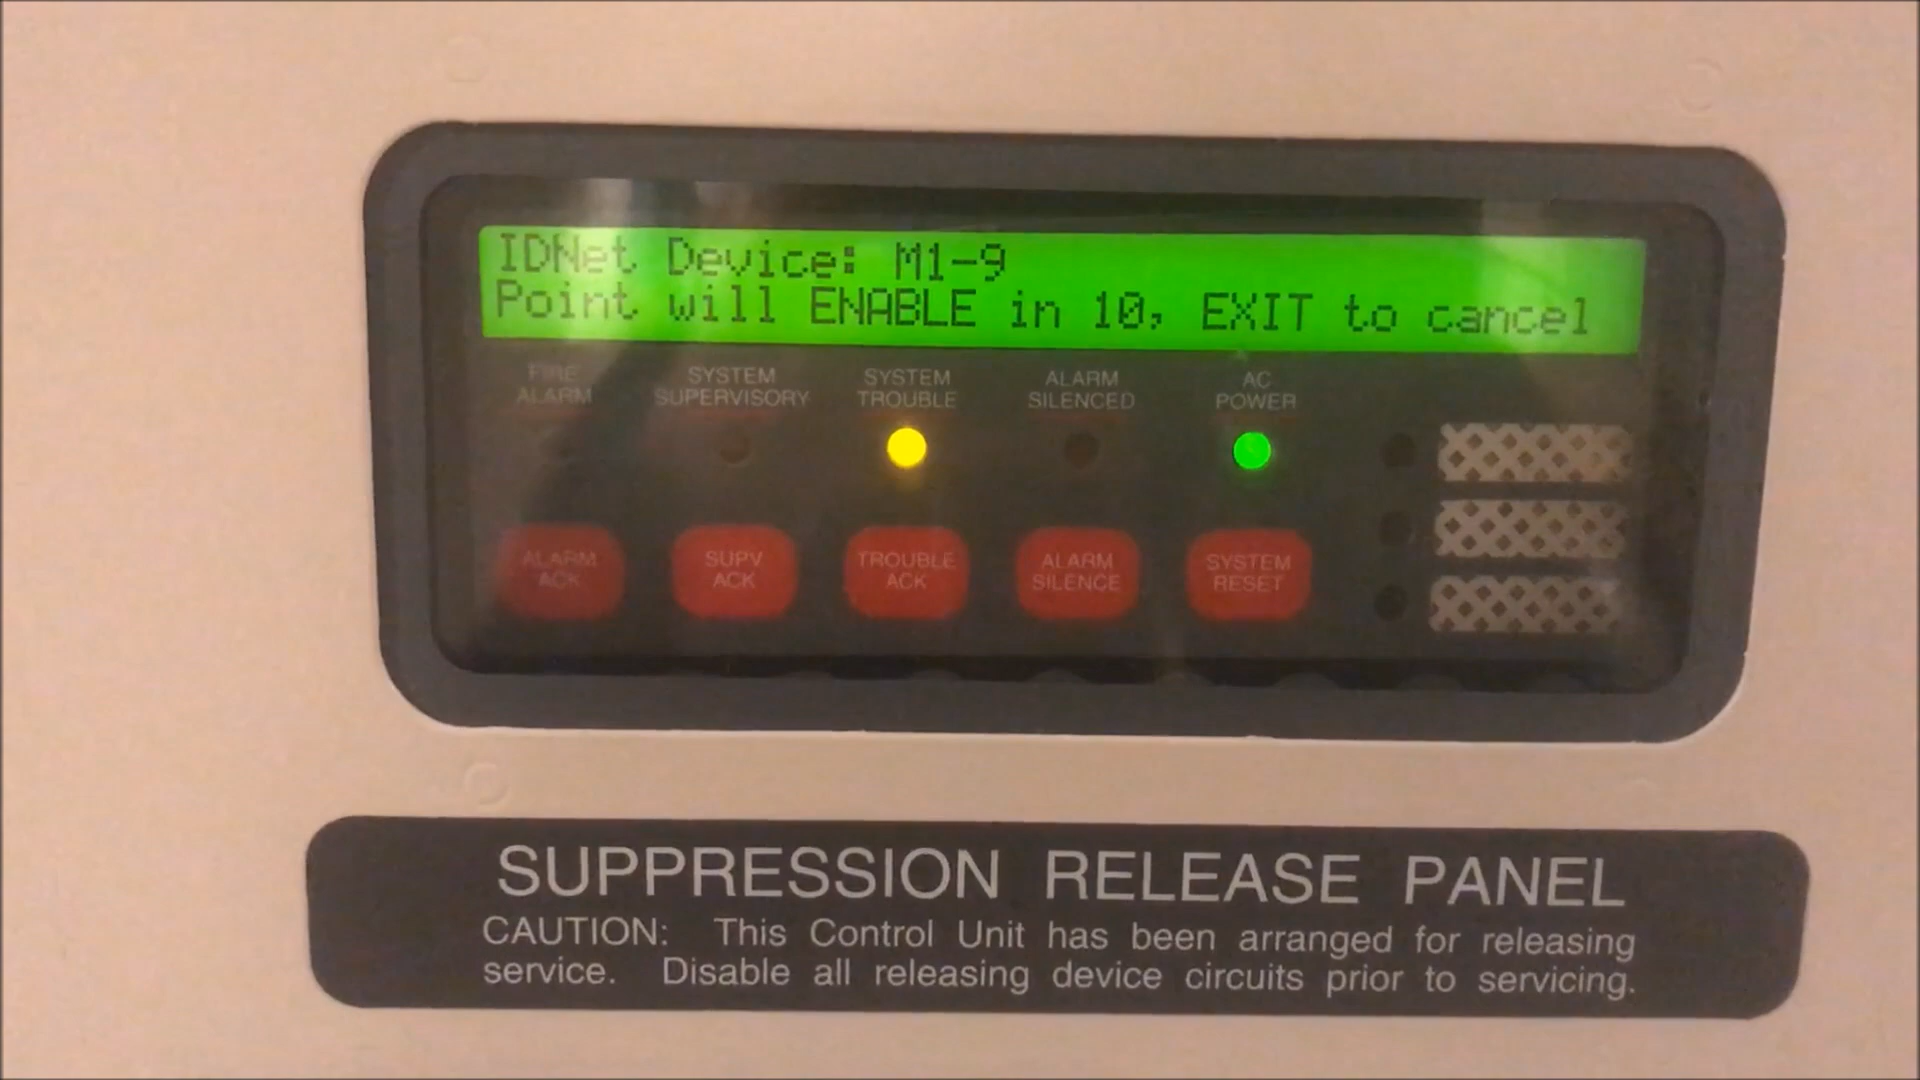 IDNet Device: M1-9
Point will ENABLE in 10, EXIT to cancel
FIRE ALARM
SYSTEM SUPERVISORY
SYSTEM TROUBLE
ALARM SILENCED
AC POWER
ALARM ACK
SUPV ACK
TROUBLE ACK
ALARM SILENCE
SYSTEM RESET
SUPPRESSION RELEASE PANEL
CAUTION: This Control Unit has been arranged for releasing
service. Disable all releasing device circuits prior to servicing.